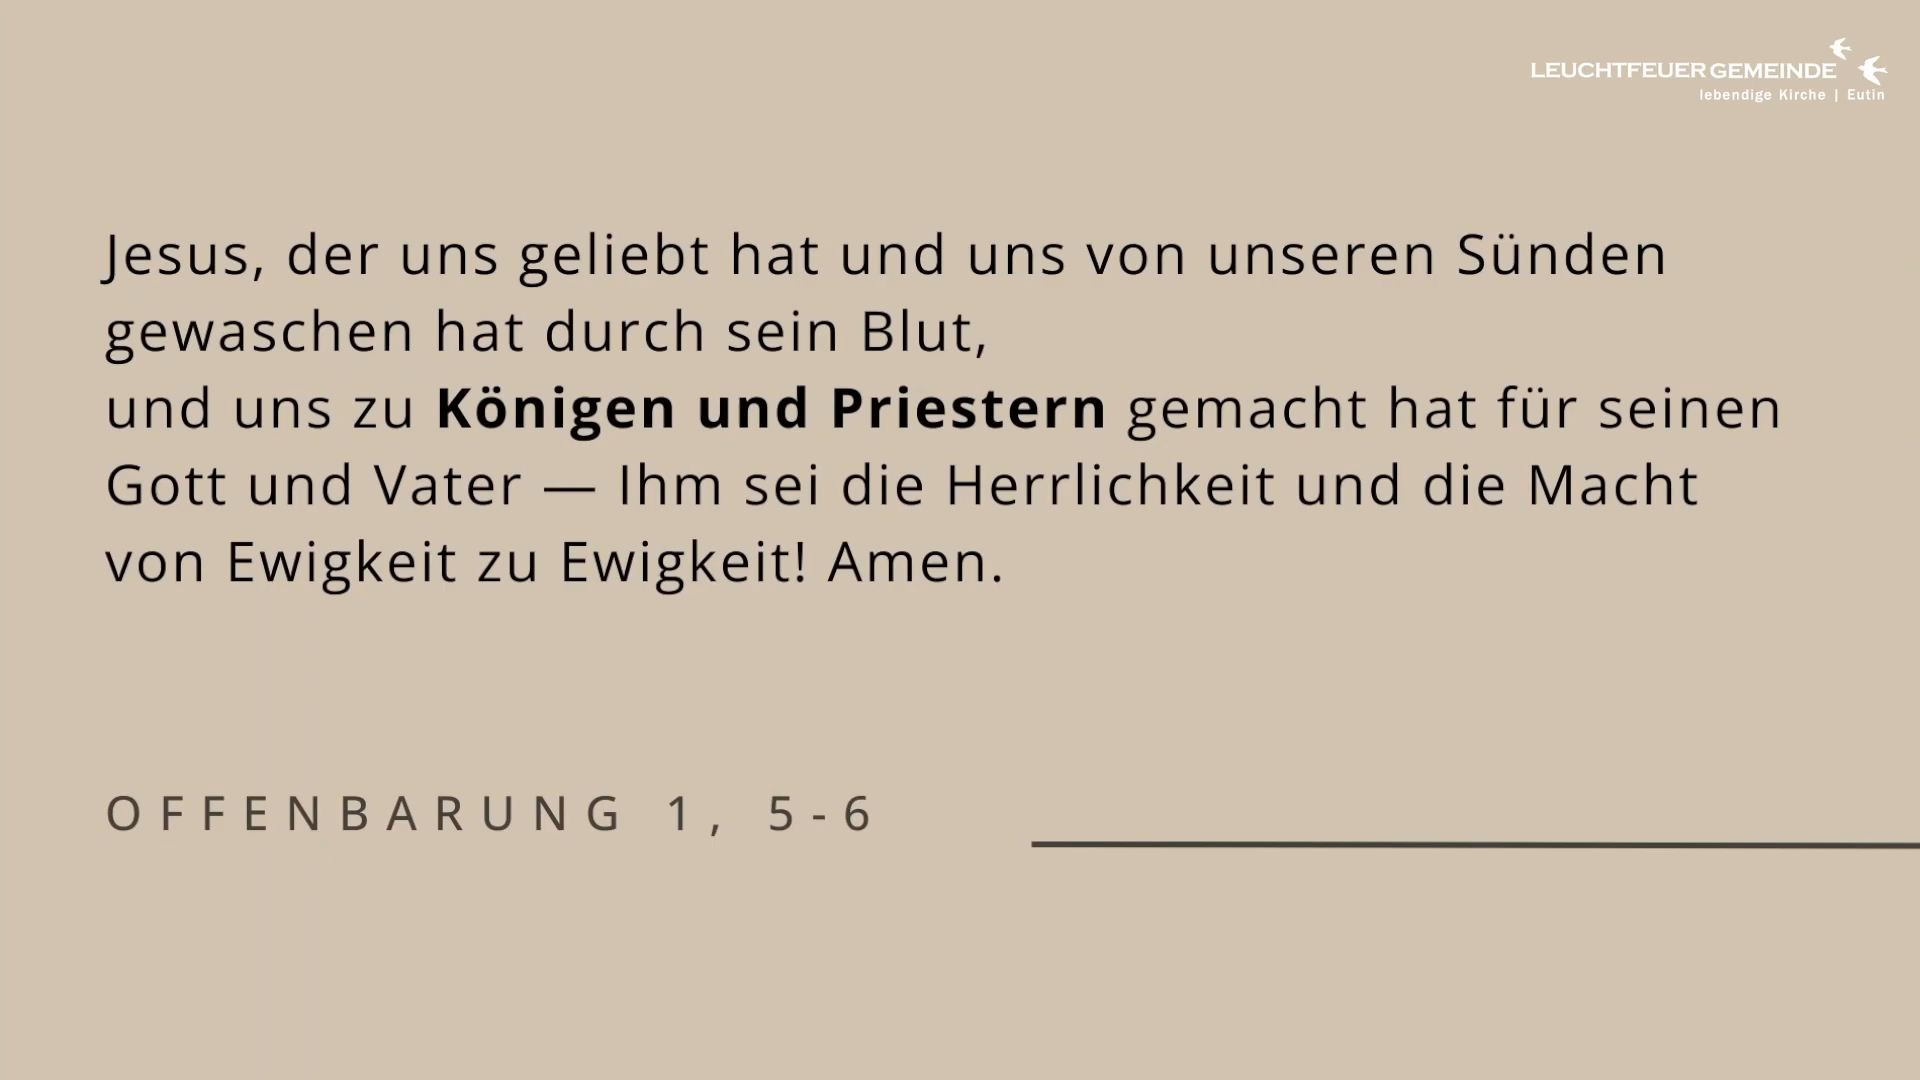 LEUCHTFEUER GEMEINDE
lebendige Kirche | Eutin
Jesus, der uns geliebt hat und uns von unseren Sünden
gewaschen hat durch sein Blut,
und uns zu Königen und Priestern gemacht hat für seinen
Gott und Vater — Ihm sei die Herrlichkeit und die Macht
von Ewigkeit zu Ewigkeit! Amen.
OFFENBARUNG 1, 5-6